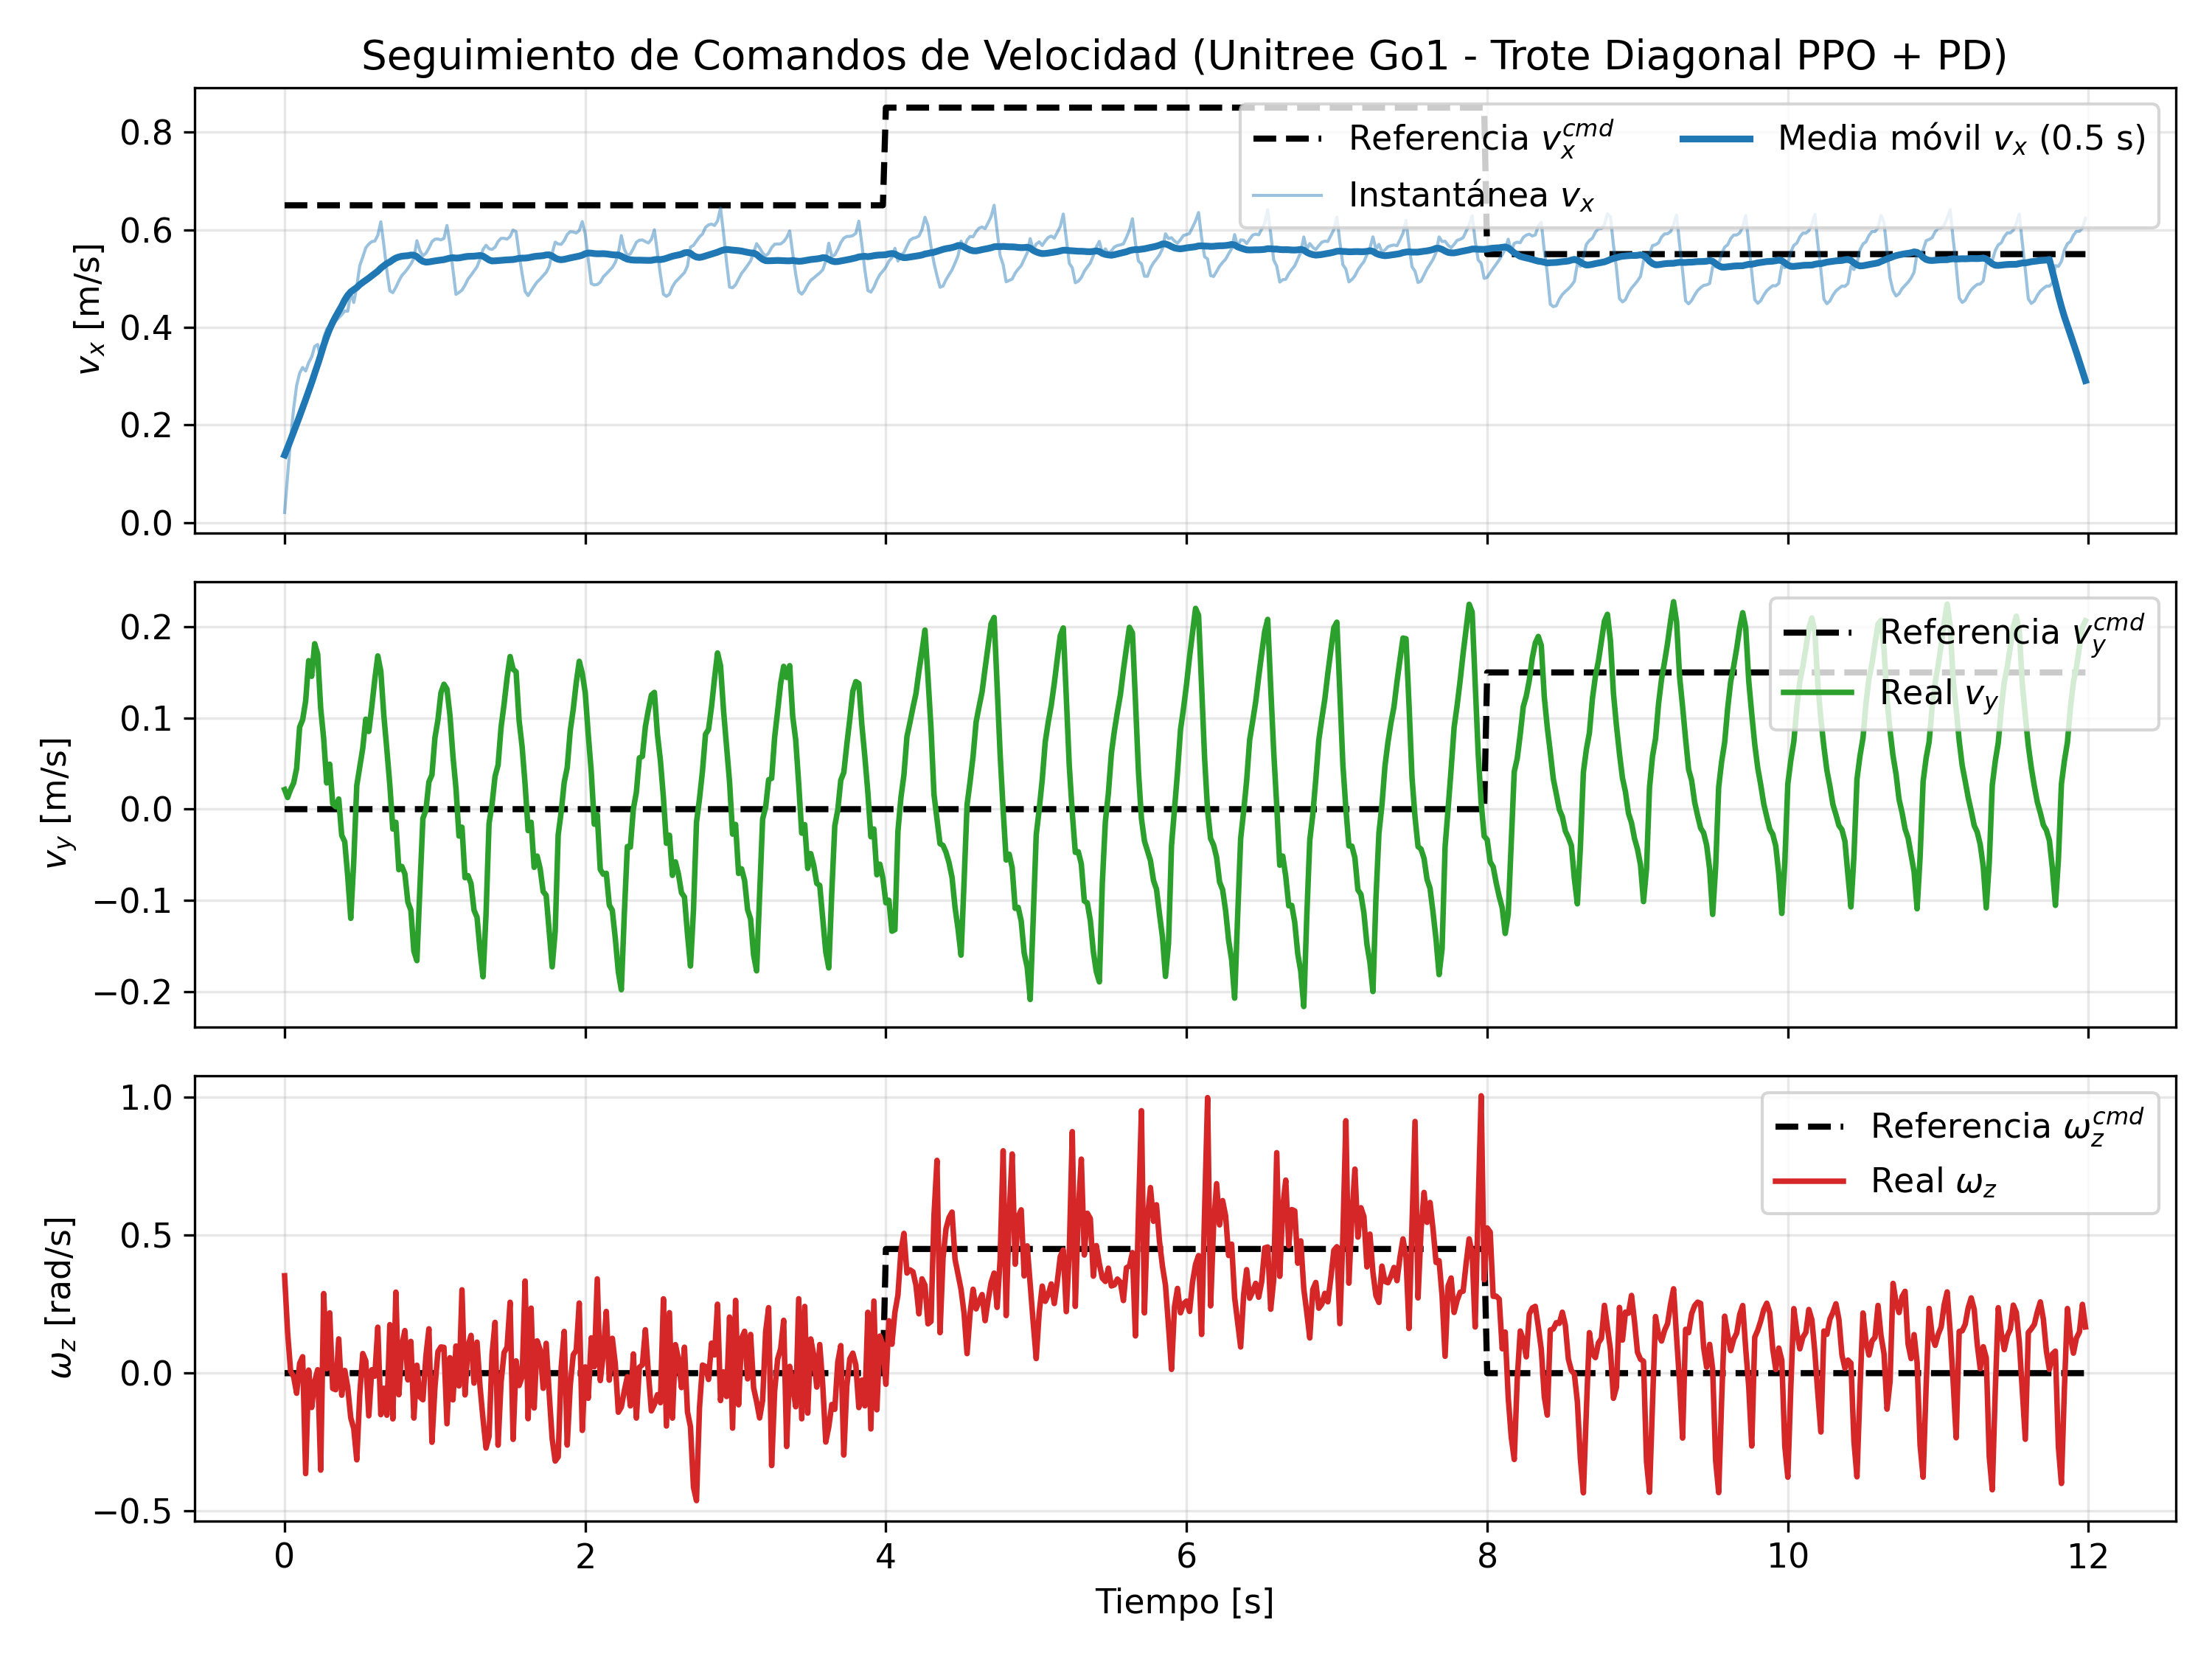 Seguimiento de Comandos de Velocidad (Unitree Go1 - Trote Diagonal PPO + PD)
0.8
0.6
0.4
0.2
0.0
v_x [m/s]
Referencia v_x^{cmd}
Instantánea v_x
Media móvil v_x (0.5 s)
0.2
0.1
0.0
−0.1
−0.2
v_y [m/s]
Referencia v_y^{cmd}
Real v_y
1.0
0.5
0.0
−0.5
ω_z [rad/s]
Referencia ω_z^{cmd}
Real ω_z
0 2 4 6 8 10 12
Tiempo [s]